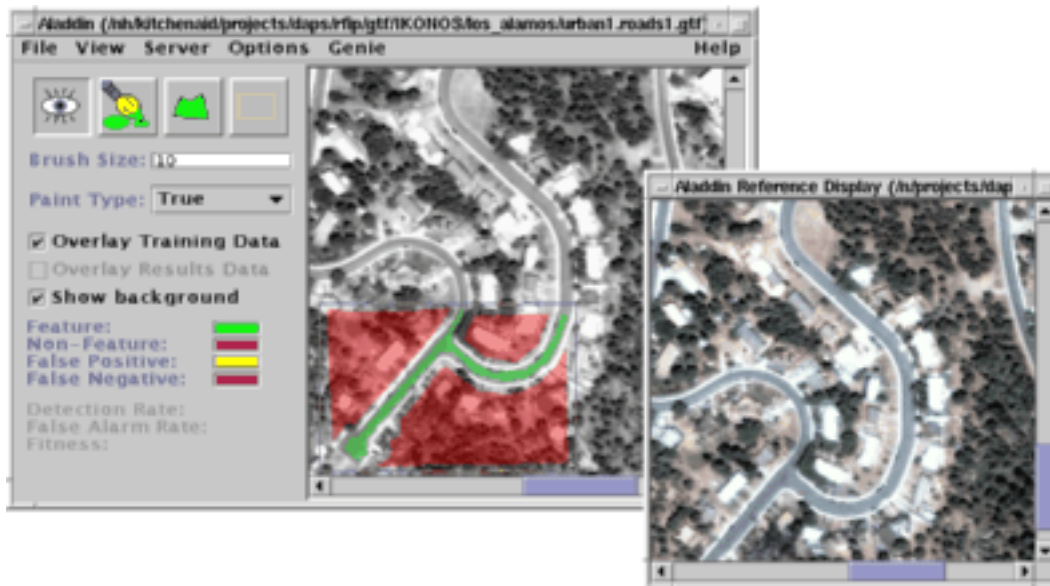 Aladdin (/nh/kitchenaid/projects/daps/rfip/gtf/IKONOS/los_alamos/urban1.roads1.gtf)
File View Server Options Genie Help
Brush Size: 10
Paint Type: True
Overlay Training Data
Overlay Results Data
Show background
Feature:
Non-Feature:
False Positive:
False Negative:
Detection Rate:
False Alarm Rate:
Fitness:
Aladdin Reference Display (/n/projects/dap